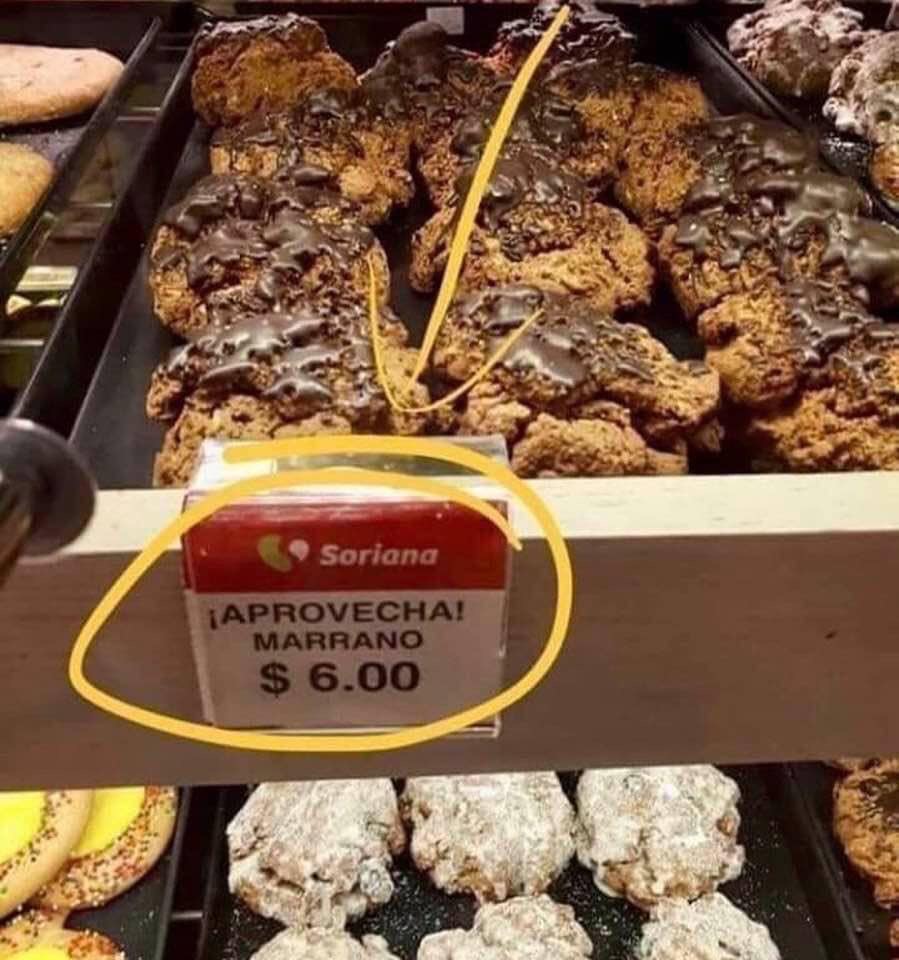 Soriana
¡APROVECHA!
MARRANO
$ 6.00